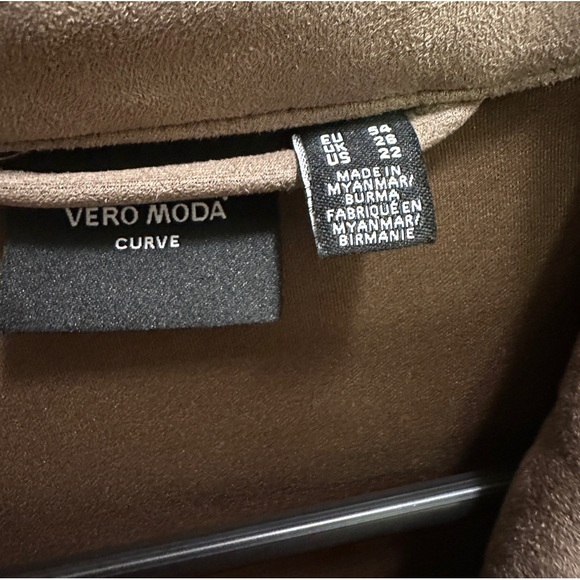 VERO MODA
CURVE
EU 54
UK 26
US 22
MADE IN
MYANMAR/
BURMA
FABRIQUÉ EN
MYANMAR/
BIRMANIE